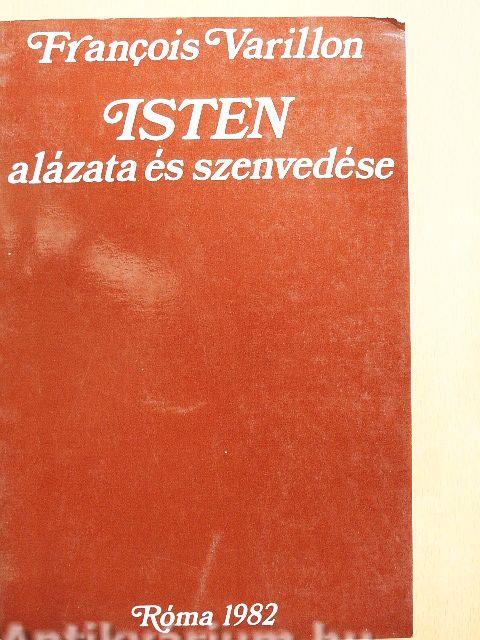 François Varillon
ISTEN
alázata és szenvedése
Róma 1982